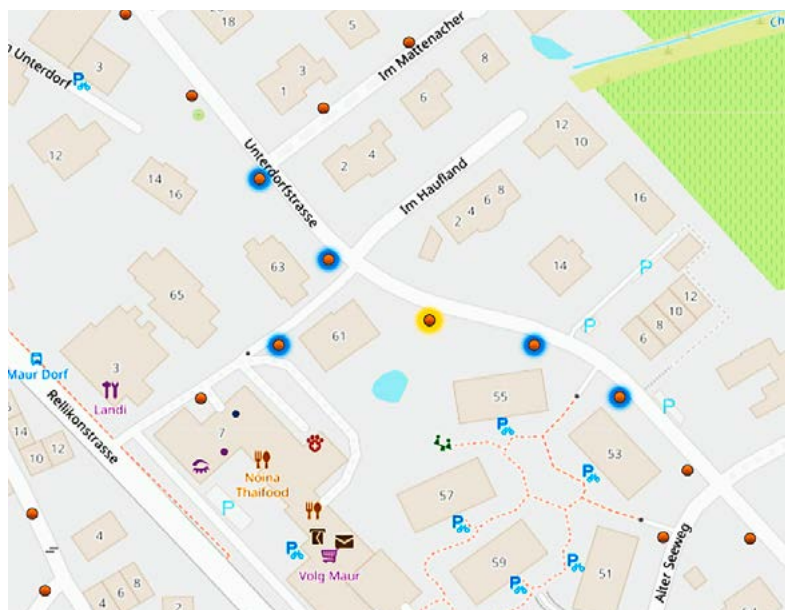 18
5
Im Mattenacher
8
3
3
Unterdorf
1
6
12
10
12
Unterdorfstrasse
2
4
14
16
Im Haufland
2
4
6
8
16
63
14
P
65
12
10
8
6
P
61
3
Maur Dorf
Landi
55
P
Rellikonstrasse
14
10
12
7
53
Noina
Thaifood
57
P
4
Volg Maur
59
51
Alter Seeweg
8
6
4
2